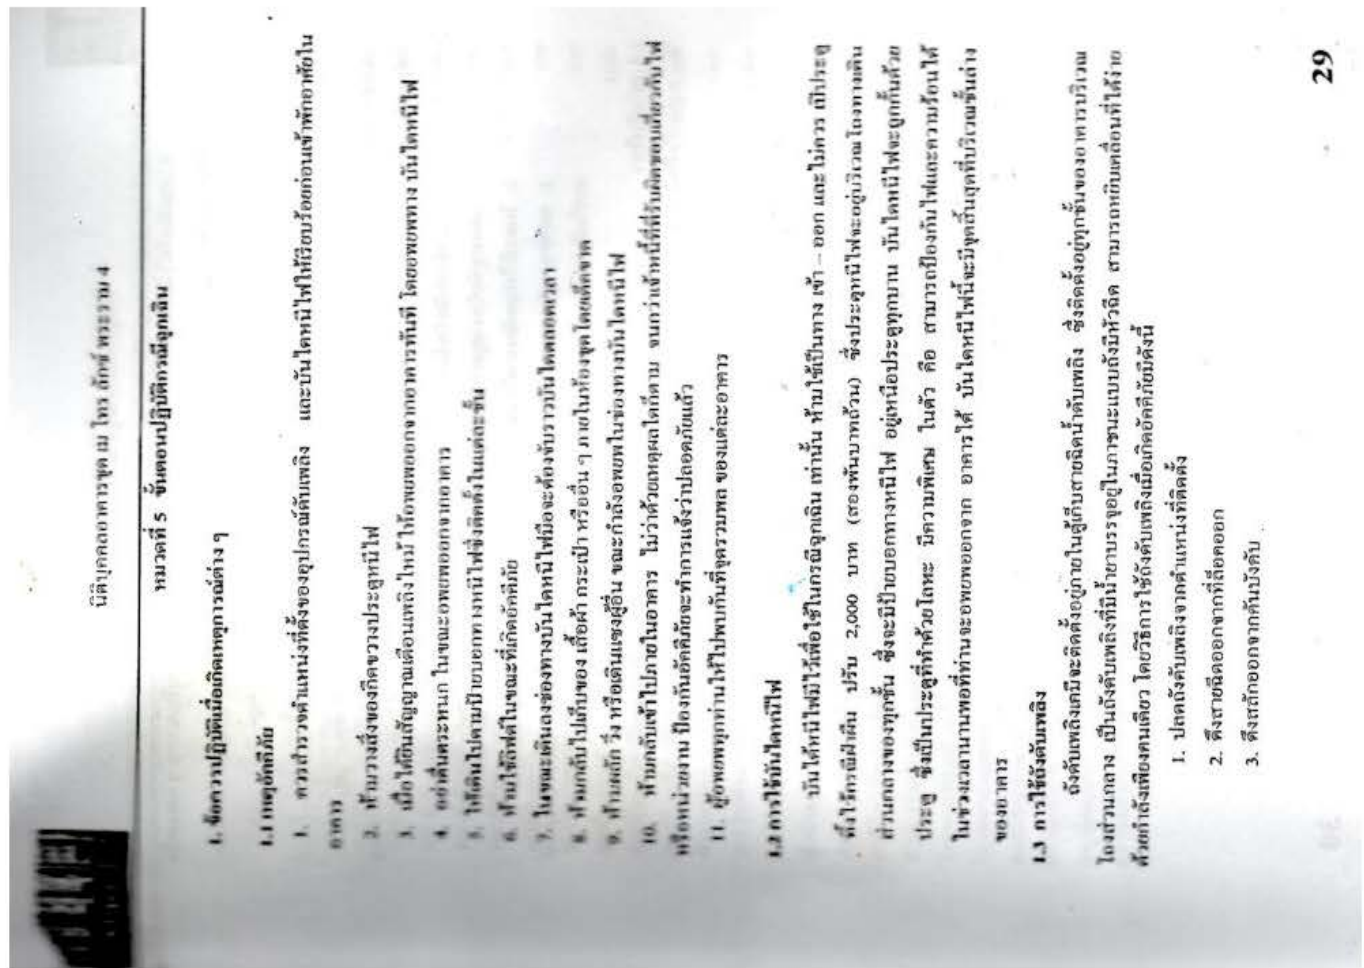 นิติบุคคลอาคารชุด เม โทร ลักซ์ พระราม 4
หมวดที่ 5 ขั้นตอนปฏิบัติกรณีฉุกเฉิน
1. ข้อควรปฏิบัติเมื่อเกิดเหตุการณ์ต่าง ๆ
1.1 เหตุอัคคีภัย
1. ควรสำรวจตำแหน่งที่ตั้งของอุปกรณ์ดับเพลิง และบันไดหนีไฟให้เรียบร้อยก่อนเข้าพักอาศัยใน
อาคาร
2. ห้ามวางสิ่งของกีดขวางประตูหนีไฟ
3. เมื่อได้ยินสัญญาณเตือนเพลิงไหม้ ให้อพยพออกจากอาคารทันที โดยอพยพทาง บันไดหนีไฟ
4. อย่าตื่นตระหนก ในขณะอพยพออกจากอาคาร
5. ให้เดินไปตามป้ายบอกทางหนีไฟซึ่งติดตั้งในแต่ละชั้น
6. ห้ามใช้ลิฟต์ในขณะที่เกิดอัคคีภัย
7. ในขณะเดินลงช่องทางบันไดหนีไฟมือจะต้องจับราวบันไดตลอดเวลา
8. ห้ามกลับไปเก็บของ เสื้อผ้า กระเป๋า หรืออื่น ๆ ภายในห้องชุดโดยเด็ดขาด
9. ห้ามผลัก วิ่ง หรือเดินแซงผู้อื่น ขณะกำลังอพยพในช่องทางบันไดหนีไฟ
10. ห้ามกลับเข้าไปภายในอาคาร ไม่ว่าด้วยเหตุผลใดก็ตาม จนกว่าเจ้าหน้าที่ที่รับผิดชอบเกี่ยวกับไฟ
หรือหน่วยงาน ป้องกันอัคคีภัยจะทำการแจ้งว่าปลอดภัยแล้ว
11. ผู้อพยพทุกท่านให้ไปพบกันที่จุดรวมพล ของแต่ละอาคาร
1.2 การใช้บันไดหนีไฟ
บันไดหนีไฟมีไว้เพื่อใช้ในกรณีฉุกเฉิน เท่านั้น ห้ามใช้เป็นทาง เข้า – ออก และไม่ควร เปิดประตู
ทิ้งไว้กรณีฝ่าฝืน ปรับ 2,000 บาท (สองพันบาทถ้วน) ซึ่งประตูหนีไฟจะอยู่บริเวณโถงทางเดิน
ส่วนกลางของทุกชั้น ซึ่งจะมีป้ายบอกทางหนีไฟ อยู่เหนือประตูทุกบาน บันไดหนีไฟจะถูกกั้นด้วย
ประตู ซึ่งเป็นประตูที่ทำด้วยโลหะ มีความพิเศษ ในตัว คือ สามารถป้องกันไฟและความร้อนได้
ในช่วงเวลานานพอที่ท่านจะอพยพออกจาก อาคารได้ บันไดหนีไฟนี้จะมีจุดสิ้นสุดที่บริเวณชั้นล่าง
ของอาคาร
1.3 การใช้ถังดับเพลิง
ถังดับเพลิงเคมีจะติดตั้งอยู่ภายในตู้เก็บสายฉีดน้ำดับเพลิง ซึ่งติดตั้งอยู่ทุกชั้นของอาคารบริเวณ
โถงส่วนกลาง เป็นถังดับเพลิงที่มีน้ำยาบรรจุอยู่ในภาชนะแบบถังมีหัวฉีด สามารถหยิบเคลื่อนที่ได้ง่าย
ด้วยกำลังเพียงคนเดียว โดยวิธีการใช้ถังดับเพลิงเมื่อเกิดอัคคีภัยมีดังนี้
1. ปลดถังดับเพลิงจากตำแหน่งที่ติดตั้ง
2. ดึงสายฉีดออกจากที่ล็อคออก
3. ดึงสลักออกจากคันบังคับ
29